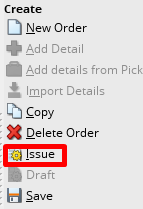 Create
New Order
Add Detail
Add details from Pick
Import Details
Copy
Delete Order
Issue
Draft
Save